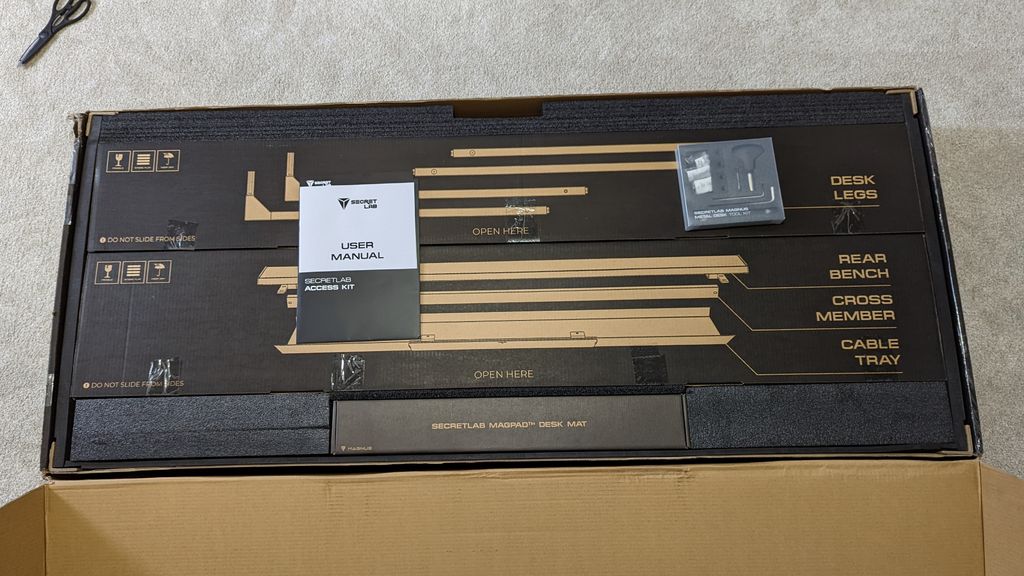 DESK
LEGS
DO NOT SLIDE FROM SIDES
OPEN HERE
SECRET
LAB
USER
MANUAL
SECRETLAB
ACCESS KIT
SECRETLAB MAGNUS
METAL DESK TOOL KIT
REAR
BENCH
CROSS
MEMBER
CABLE
TRAY
DO NOT SLIDE FROM SIDES
OPEN HERE
SECRETLAB MAGPAD™ DESK MAT
MAGNUS